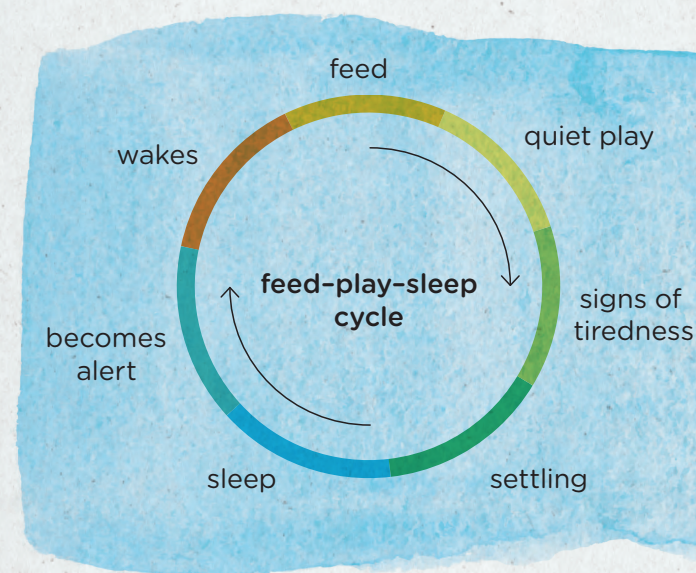 feed
quiet play
signs of
tiredness
settling
sleep
becomes
alert
wakes
feed–play–sleep
cycle